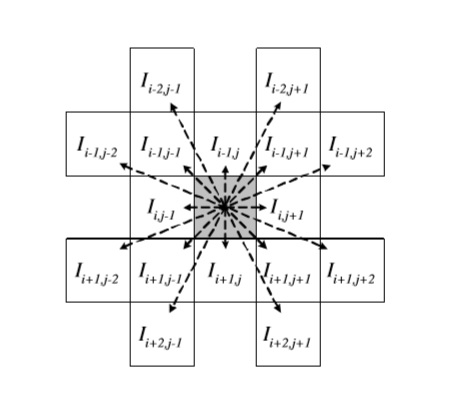 I_{i-2,j-1} I_{i-2,j+1}
I_{i-1,j-2} I_{i-1,j-1} I_{i-1,j} I_{i-1,j+1} I_{i-1,j+2}
I_{i,j-1} I_{i,j+1}
I_{i+1,j-2} I_{i+1,j-1} I_{i+1,j} I_{i+1,j+1} I_{i+1,j+2}
I_{i+2,j-1} I_{i+2,j+1}